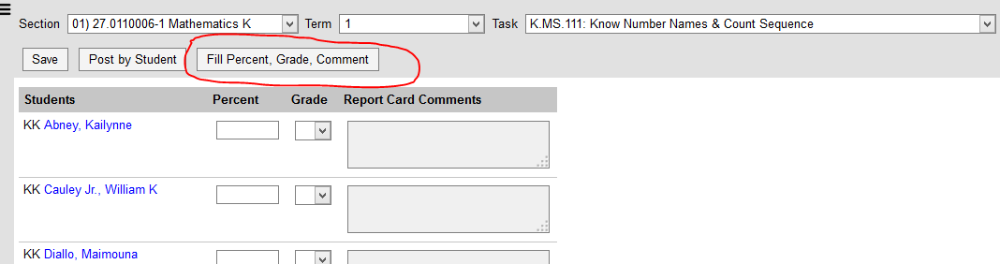 Section 01) 27.0110006-1 Mathematics K Term 1 Task K.MS.111: Know Number Names & Count Sequence
Save Post by Student Fill Percent, Grade, Comment
Students Percent Grade Report Card Comments
KK Abney, Kailynne
KK Cauley Jr., William K
KK Diallo, Maimouna